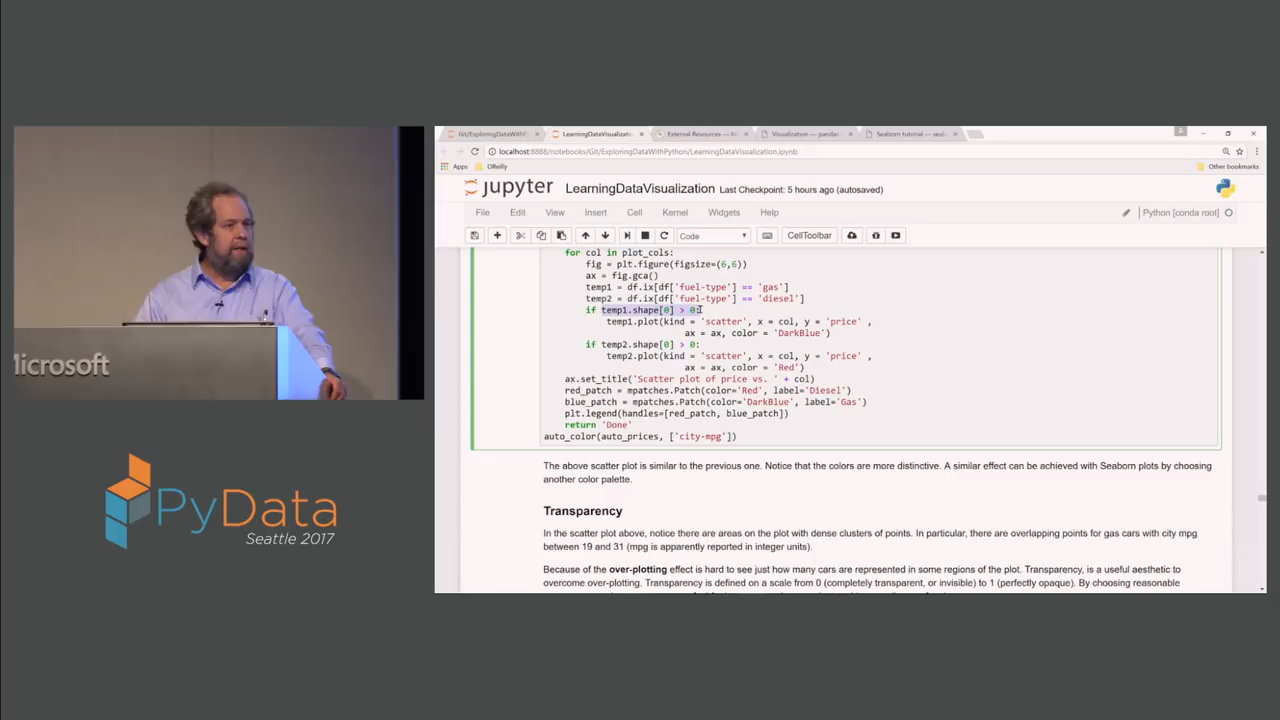 Microsoft
PyData
Seattle 2017
Git/ExploringDataWithPy
LearningDataVisualizatio
External Resources — M
Visualization — pandas
Seaborn tutorial — seab
localhost:8888/notebooks/Git/ExploringDataWithPython/LearningDataVisualization.ipynb
Apps
OReilly
Other bookmarks
jupyter LearningDataVisualization Last Checkpoint: 5 hours ago (autosaved)
File Edit View Insert Cell Kernel Widgets Help
Python [conda root]
Code
CellToolbar
for col in plot_cols:
fig = plt.figure(figsize=(6,6))
ax = fig.gca()
temp1 = df.ix[df['fuel-type'] == 'gas']
temp2 = df.ix[df['fuel-type'] == 'diesel']
if temp1.shape[0] > 0:
temp1.plot(kind = 'scatter', x = col, y = 'price' ,
ax = ax, color = 'DarkBlue')
if temp2.shape[0] > 0:
temp2.plot(kind = 'scatter', x = col, y = 'price' ,
ax = ax, color = 'Red')
ax.set_title('Scatter plot of price vs. ' + col)
red_patch = mpatches.Patch(color='Red', label='Diesel')
blue_patch = mpatches.Patch(color='DarkBlue', label='Gas')
plt.legend(handles=[red_patch, blue_patch])
return 'Done'
auto_color(auto_prices, ['city-mpg'])
The above scatter plot is similar to the previous one. Notice that the colors are more distinctive. A similar effect can be achieved with Seaborn plots by choosing
another color palette.
Transparency
In the scatter plot above, notice there are areas on the plot with dense clusters of points. In particular, there are overlapping points for gas cars with city mpg
between 19 and 31 (mpg is apparently reported in integer units).
Because of the over-plotting effect is hard to see just how many cars are represented in some regions of the plot. Transparency, is a useful aesthetic to
overcome over-plotting. Transparency is defined on a scale from 0 (completely transparent, or invisible) to 1 (perfectly opaque). By choosing reasonable